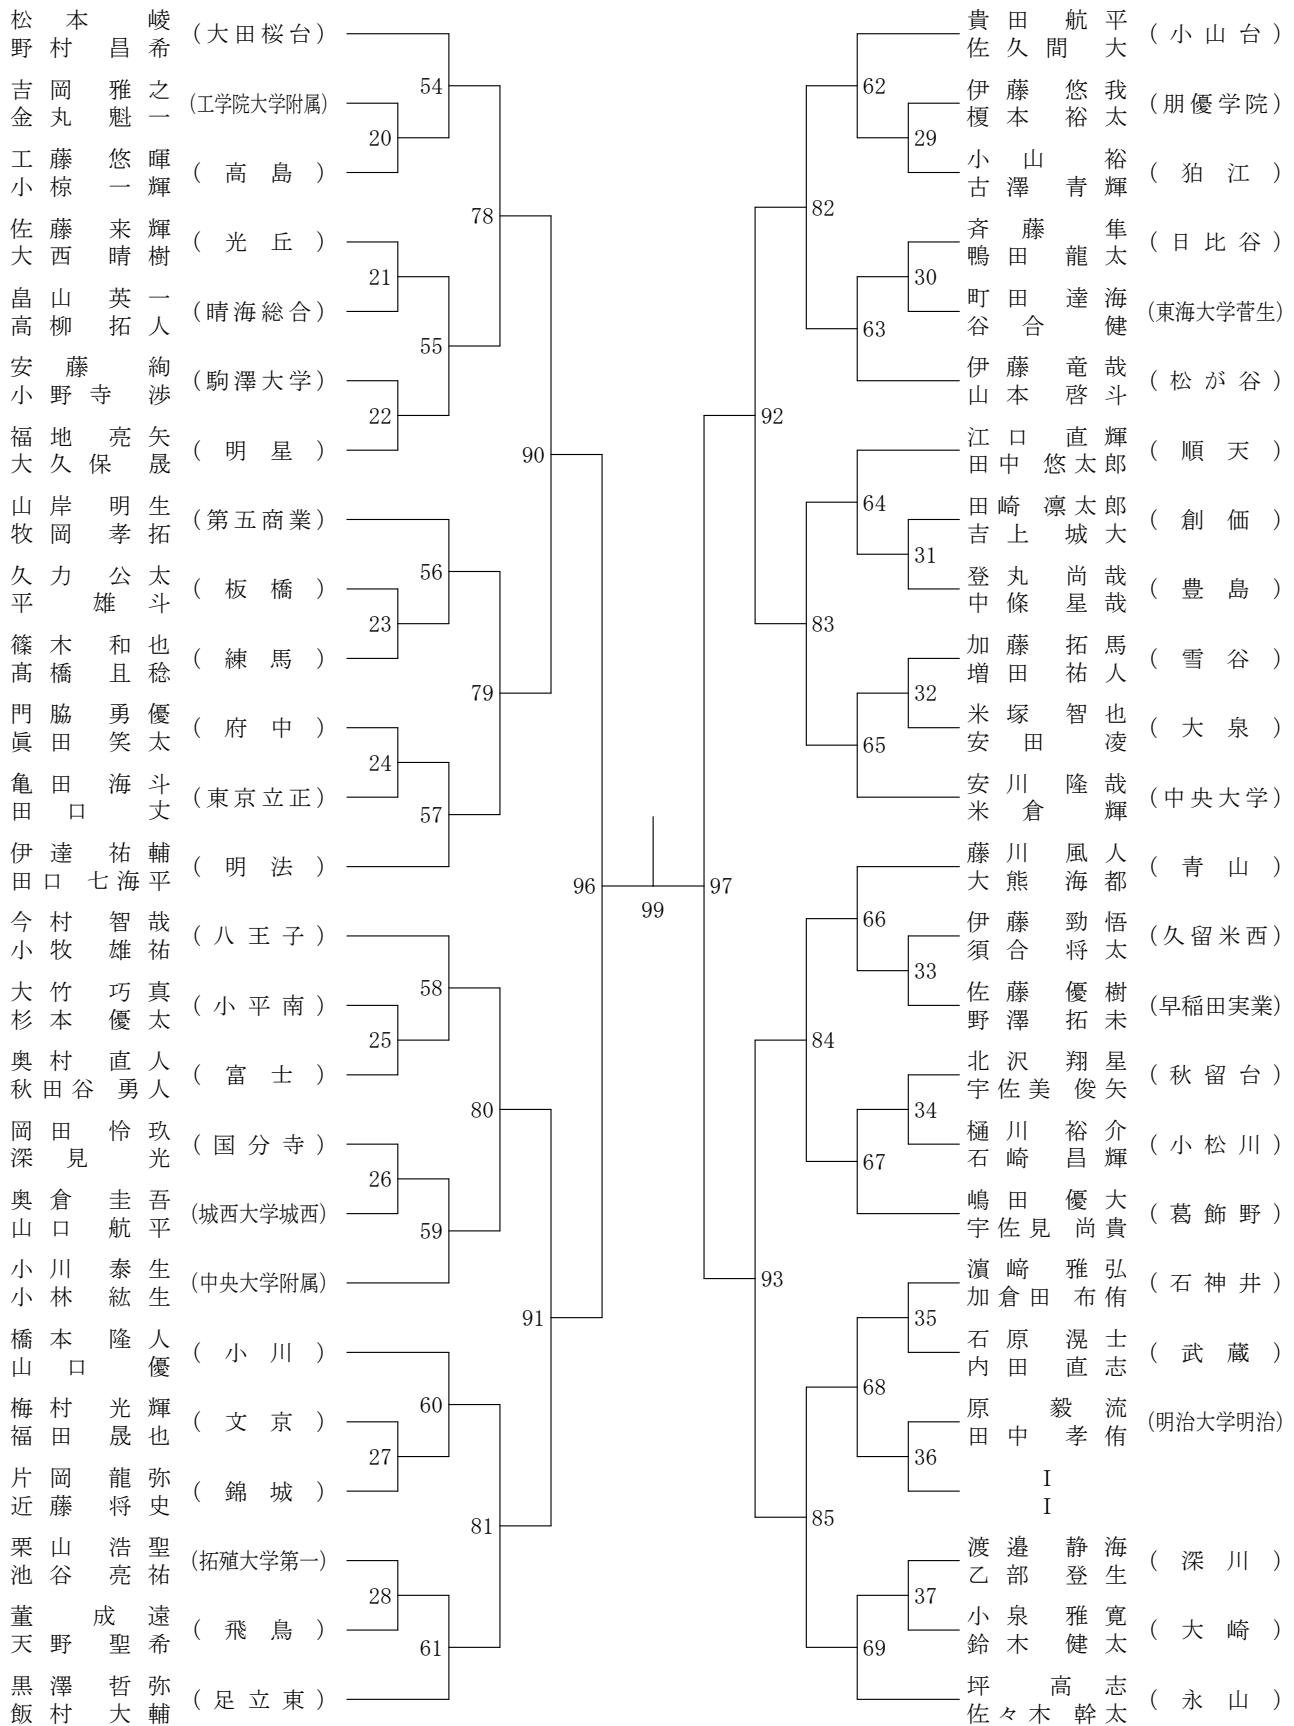 松本 崚
野村 昌希
(大田桜台)
吉岡 雅之
金丸 魁一
(工学院大学附属)
工藤 悠暉
小椋 一輝
(高島)
佐藤 来輝
大西 晴樹
(光丘)
畠山 英一
高柳 拓人
(晴海総合)
安藤 絢
小野寺 渉
(駒澤大学)
福地 亮矢
大久保 晟
(明星)
山岸 明生
牧岡 孝拓
(第五商業)
久力 公太
平 雄斗
(板橋)
篠木 和也
髙橋 且稔
(練馬)
門脇 勇優
眞田 笑太
(府中)
亀田 海斗
田口 丈
(東京立正)
伊達 祐輔
田口 七海平
(明法)
今村 智哉
小牧 雄祐
(八王子)
大竹 巧真
杉本 優太
(小平南)
奥村 直人
秋田谷 勇人
(富士)
岡田 怜玖
深見 光
(国分寺)
奥倉 圭吾
山口 航平
(城西大学城西)
小川 泰生
小林 紘生
(中央大学附属)
橋本 隆人
山口 優
(小川)
梅村 光輝
福田 晟也
(文京)
片岡 龍弥
近藤 将史
(錦城)
栗山 浩聖
池谷 亮祐
(拓殖大学第一)
董 成遠
天野 聖希
(飛鳥)
黒澤 哲弥
飯村 大輔
(足立東)
54
20
78
21
55
22
90
56
23
79
24
57
96
58
25
80
26
59
91
60
27
81
28
61
99
97
62
29
82
30
63
92
64
31
83
32
65
66
33
84
34
67
93
35
68
36
85
37
69
貴田 航平
佐久間 大
(小山台)
伊藤 悠我
榎本 裕太
(朋優学院)
小山 裕
古澤 青輝
(狛江)
斉藤 隼
鴨田 龍太
(日比谷)
町田 達海
谷合 健
(東海大学菅生)
伊藤 竜哉
山本 啓斗
(松が谷)
江口 直輝
田中 悠太郎
(順天)
田崎 凛太郎
吉上 城大
(創価)
登丸 尚哉
中條 星哉
(豊島)
加藤 拓馬
増田 祐人
(雪谷)
米塚 智也
安田 凌
(大泉)
安川 隆哉
米倉 輝
(中央大学)
藤川 風人
大熊 海都
(青山)
伊藤 勁悟
須合 将太
(久留米西)
佐藤 優樹
野澤 拓未
(早稲田実業)
北沢 翔星
宇佐美 俊矢
(秋留台)
樋川 裕介
石崎 昌輝
(小松川)
嶋田 優大
宇佐見 尚貴
(葛飾野)
濵﨑 雅弘
加倉田 布侑
(石神井)
石原 滉士
内田 直志
(武蔵)
原 毅流
田中 孝侑
(明治大学明治)
I
I
渡邉 静海
乙部 登生
(深川)
小泉 雅寛
鈴木 健太
(大崎)
坪 高志
佐々木 幹太
(永山)